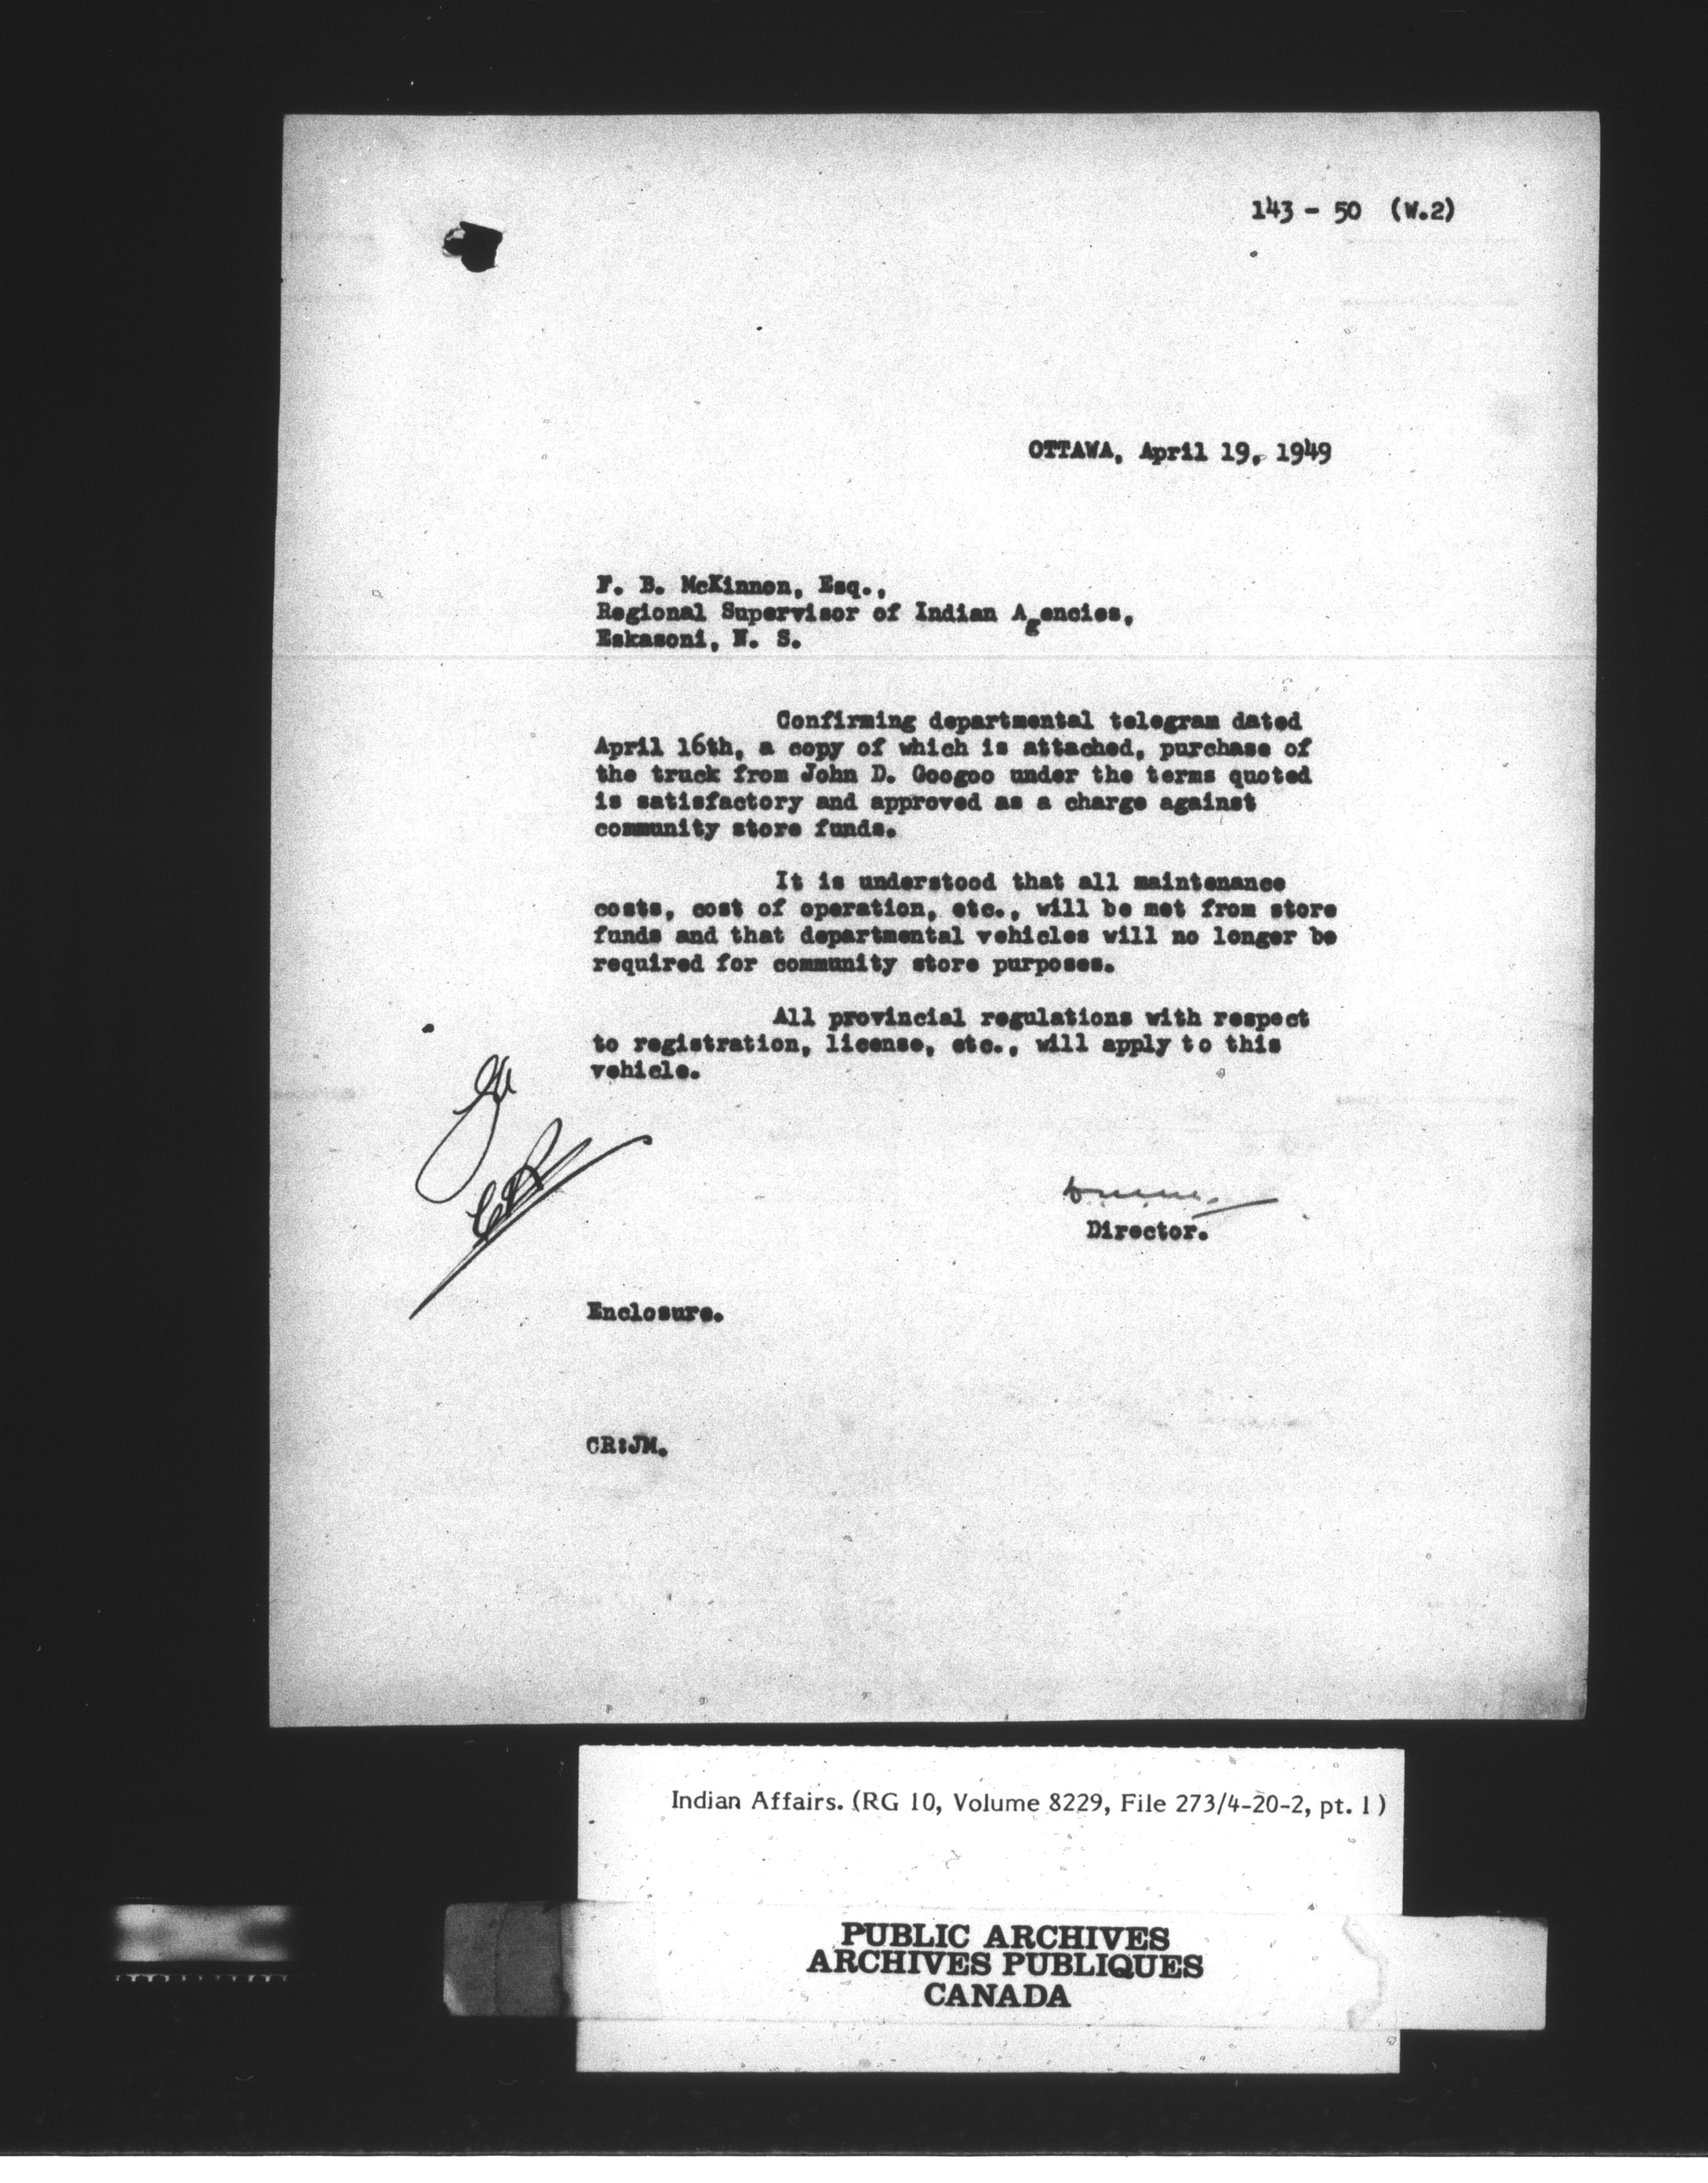 143 - 50 (W.2)
OTTAWA, April 19, 1949
F. B. McKinnon, Esq.,
Regional Supervisor of Indian Agencies,
Eskasoni, N. S.
Confirming departmental telegram dated
April 16th, a copy of which is attached, purchase of
the truck from John D. Googoo under the terms quoted
is satisfactory and approved as a charge against
community store funds.
It is understood that all maintenance
costs, cost of operation, etc., will be met from store
funds and that departmental vehicles will no longer be
required for community store purposes.
All provincial regulations with respect
to registration, license, etc., will apply to this
vehicle.
Director.
Enclosure.
CR:JM.
Indian Affairs. (RG 10, Volume 8229, File 273/4-20-2, pt. 1)
PUBLIC ARCHIVES
ARCHIVES PUBLIQUES
CANADA